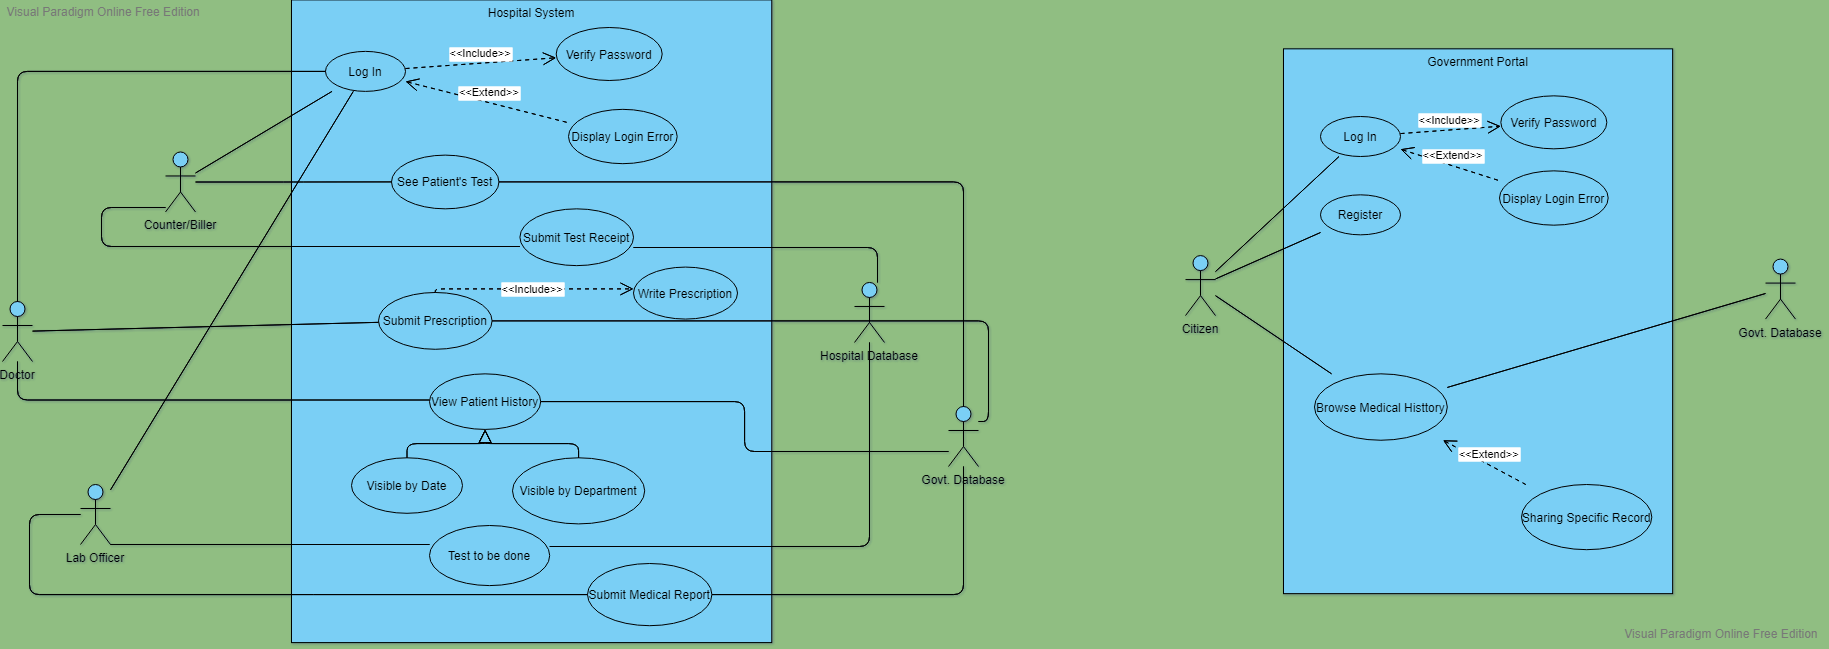 Visual Paradigm Online Free Edition
Hospital System
Log In
<<Include>>
Verify Password
<<Extend>>
Display Login Error
Counter/Biller
See Patient's Test
Submit Test Receipt
<<Include>>
Write Prescription
Submit Prescription
Doctor
Hospital Database
View Patient History
Visible by Date
Visible by Department
Govt. Database
Lab Officer
Test to be done
Submit Medical Report
Government Portal
Log In
<<Include>>
Verify Password
<<Extend>>
Display Login Error
Register
Citizen
Govt. Database
Browse Medical Histtory
<<Extend>>
Sharing Specific Record
Visual Paradigm Online Free Edition